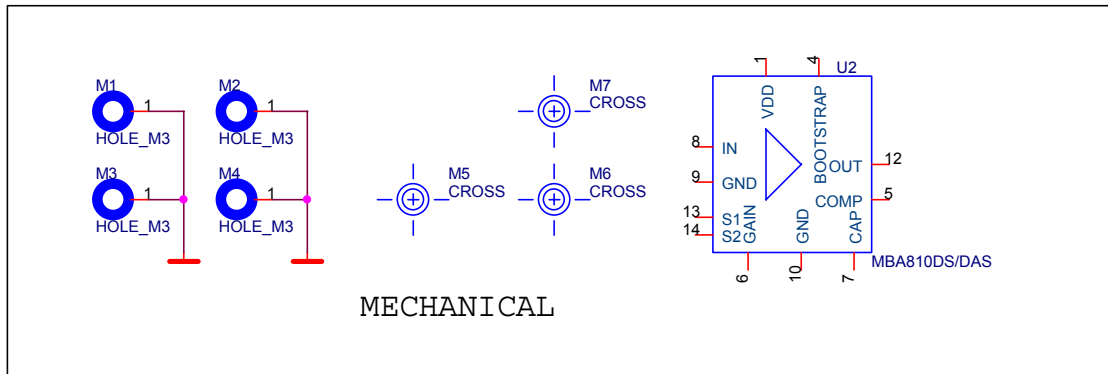 M1
1
HOLE_M3
M2
1
HOLE_M3
M3
1
HOLE_M3
M4
1
HOLE_M3
M7
CROSS
M5
CROSS
M6
CROSS
U2
1
VDD
4
BOOTSTRAP
8
IN
9
GND
13
S1
14
S2
12
OUT
5
COMP
GAIN
6
GND
10
CAP
7
MBA810DS/DAS
MECHANICAL